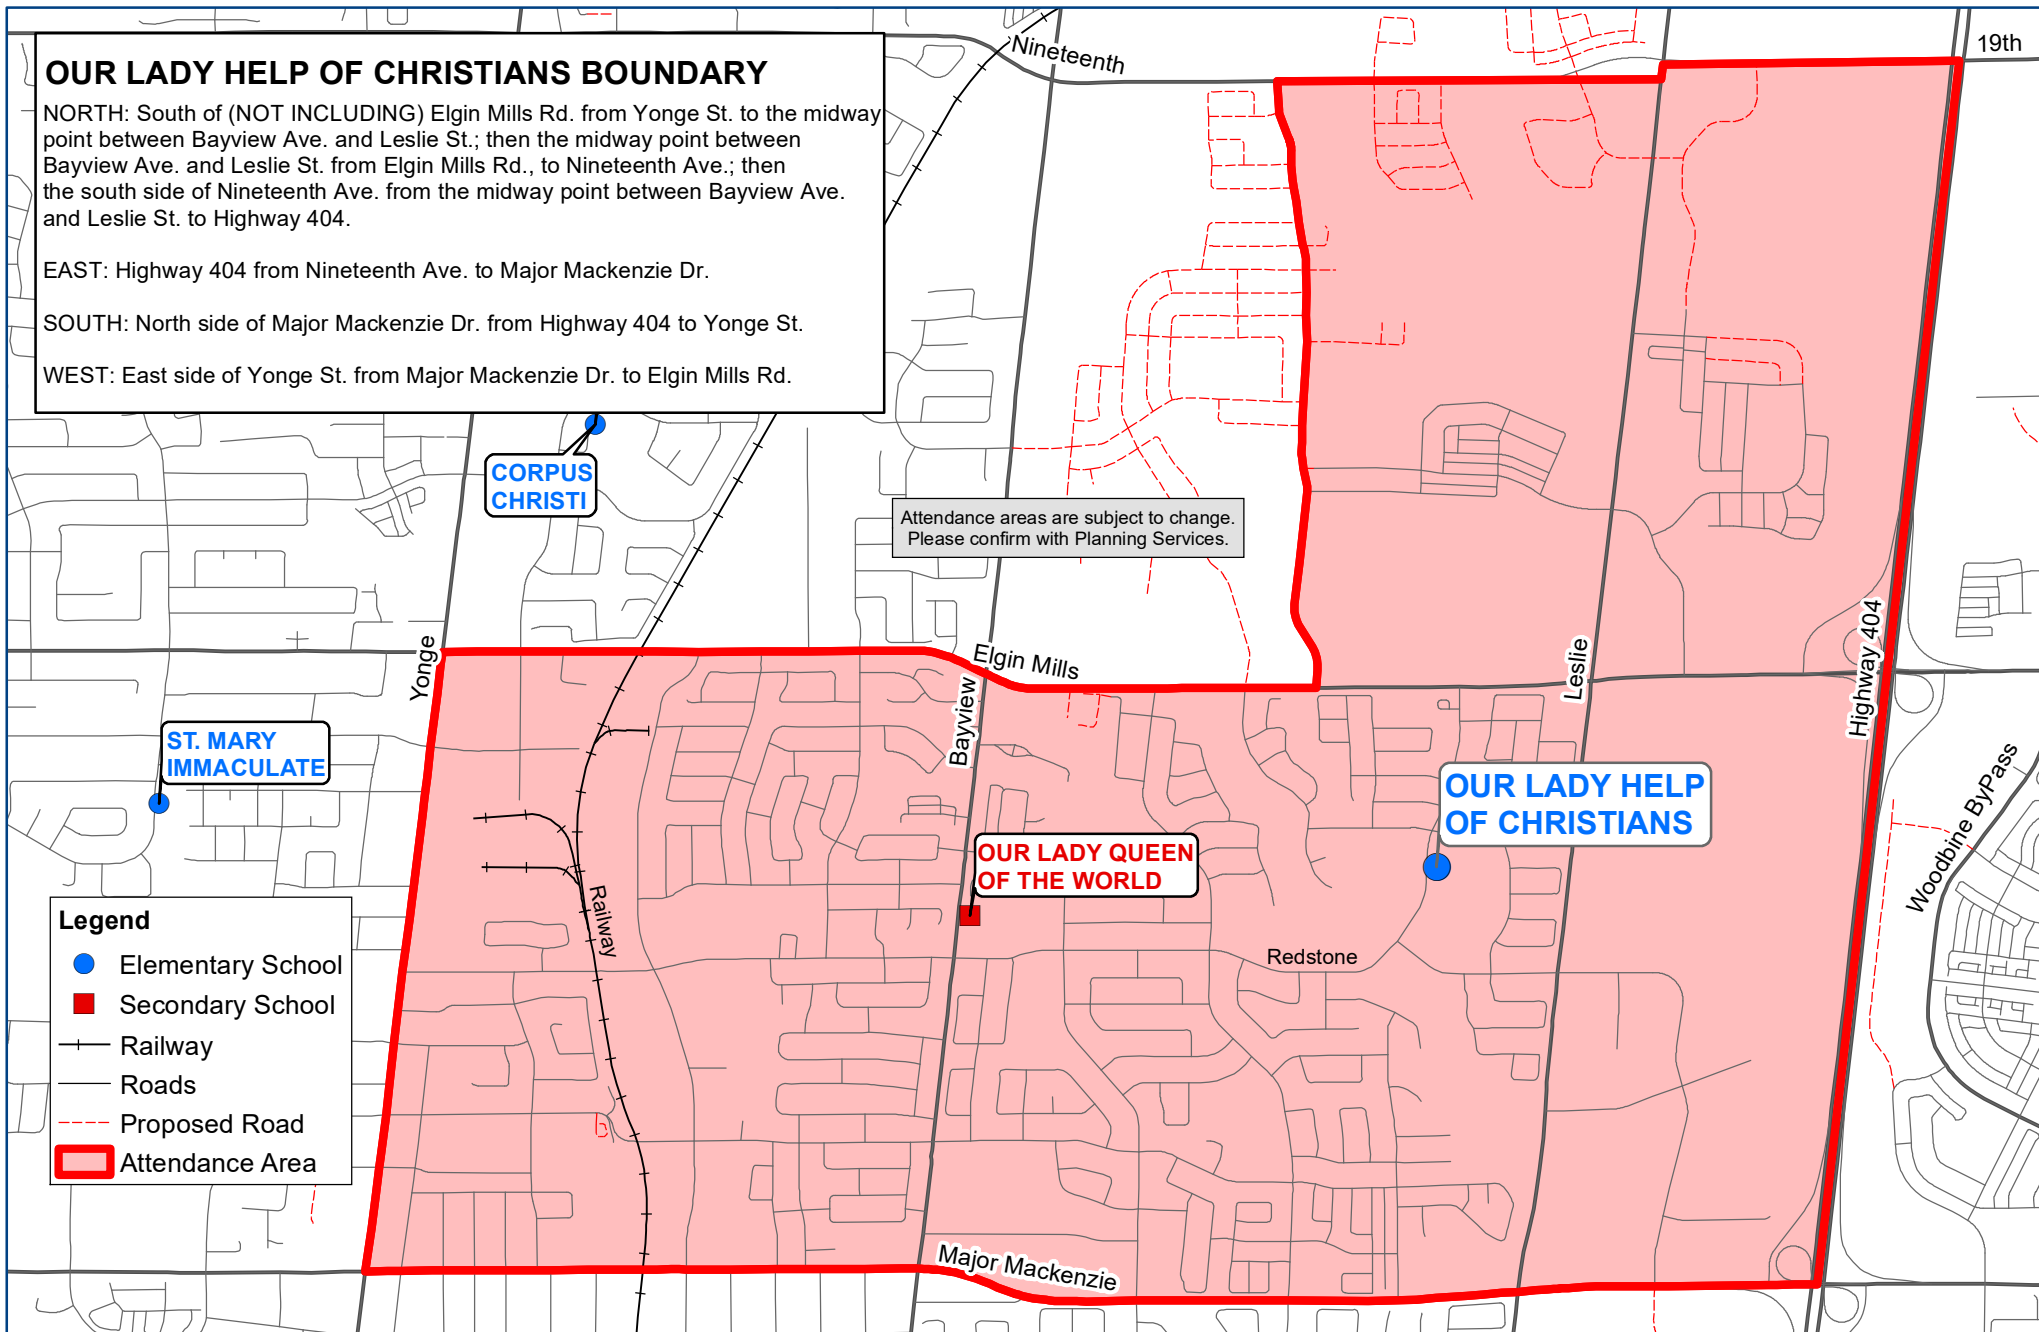 Nineteenth
19th
OUR LADY HELP OF CHRISTIANS BOUNDARY
NORTH: South of (NOT INCLUDING) Elgin Mills Rd. from Yonge St. to the midway
point between Bayview Ave. and Leslie St.; then the midway point between
Bayview Ave. and Leslie St. from Elgin Mills Rd., to Nineteenth Ave.; then
the south side of Nineteenth Ave. from the midway point between Bayview Ave.
and Leslie St. to Highway 404.
EAST: Highway 404 from Nineteenth Ave. to Major Mackenzie Dr.
SOUTH: North side of Major Mackenzie Dr. from Highway 404 to Yonge St.
WEST: East side of Yonge St. from Major Mackenzie Dr. to Elgin Mills Rd.
CORPUS
CHRISTI
Attendance areas are subject to change.
Please confirm with Planning Services.
Yonge
Elgin Mills
Bayview
Leslie
Highway 404
ST. MARY
IMMACULATE
OUR LADY HELP
OF CHRISTIANS
Woodbine ByPass
OUR LADY QUEEN
OF THE WORLD
Railway
Redstone
Legend
Elementary School
Secondary School
Railway
Roads
Proposed Road
Attendance Area
Major Mackenzie